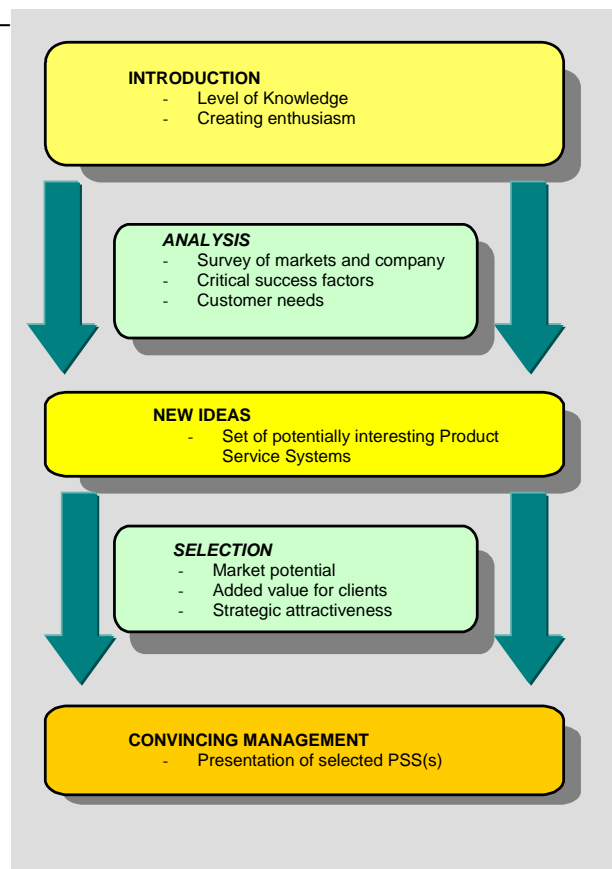 INTRODUCTION
- Level of Knowledge
- Creating enthusiasm
ANALYSIS
- Survey of markets and company
- Critical success factors
- Customer needs
NEW IDEAS
- Set of potentially interesting Product
Service Systems
SELECTION
- Market potential
- Added value for clients
- Strategic attractiveness
CONVINCING MANAGEMENT
- Presentation of selected PSS(s)